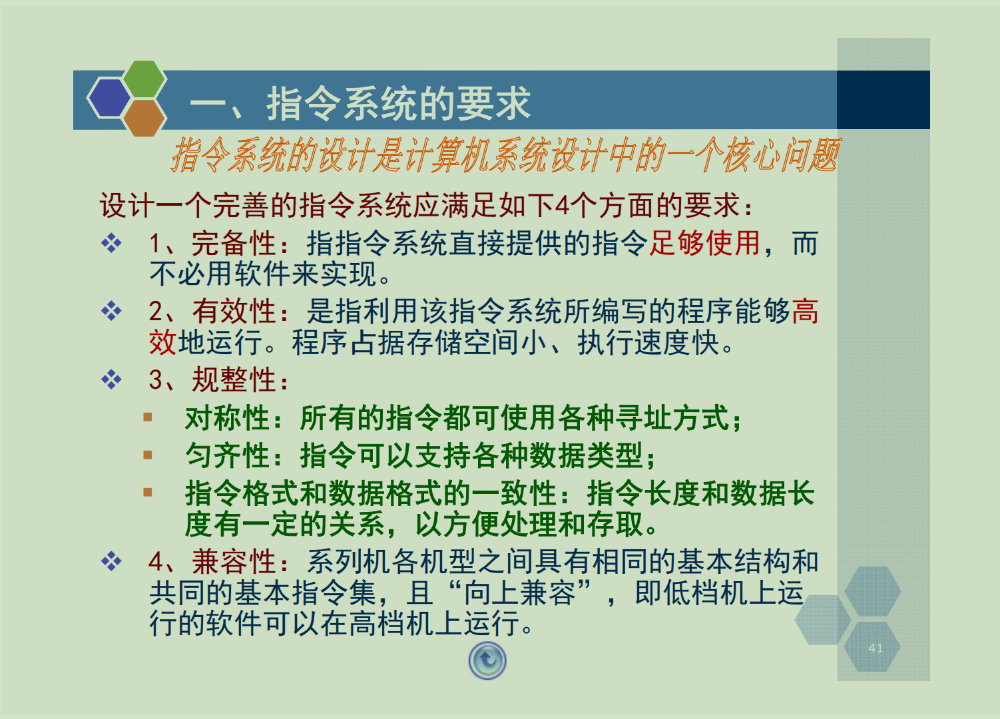 一、指令系统的要求
指令系统的设计是计算机系统设计中的一个核心问题
设计一个完善的指令系统应满足如下4个方面的要求：
1、完备性：指指令系统直接提供的指令足够使用，而
不必用软件来实现。
2、有效性：是指利用该指令系统所编写的程序能够高
效地运行。程序占据存储空间小、执行速度快。
3、规整性：
对称性：所有的指令都可使用各种寻址方式；
匀齐性：指令可以支持各种数据类型；
指令格式和数据格式的一致性：指令长度和数据长
度有一定的关系，以方便处理和存取。
4、兼容性：系列机各机型之间具有相同的基本结构和
共同的基本指令集，且“向上兼容”，即低档机上运
行的软件可以在高档机上运行。
41